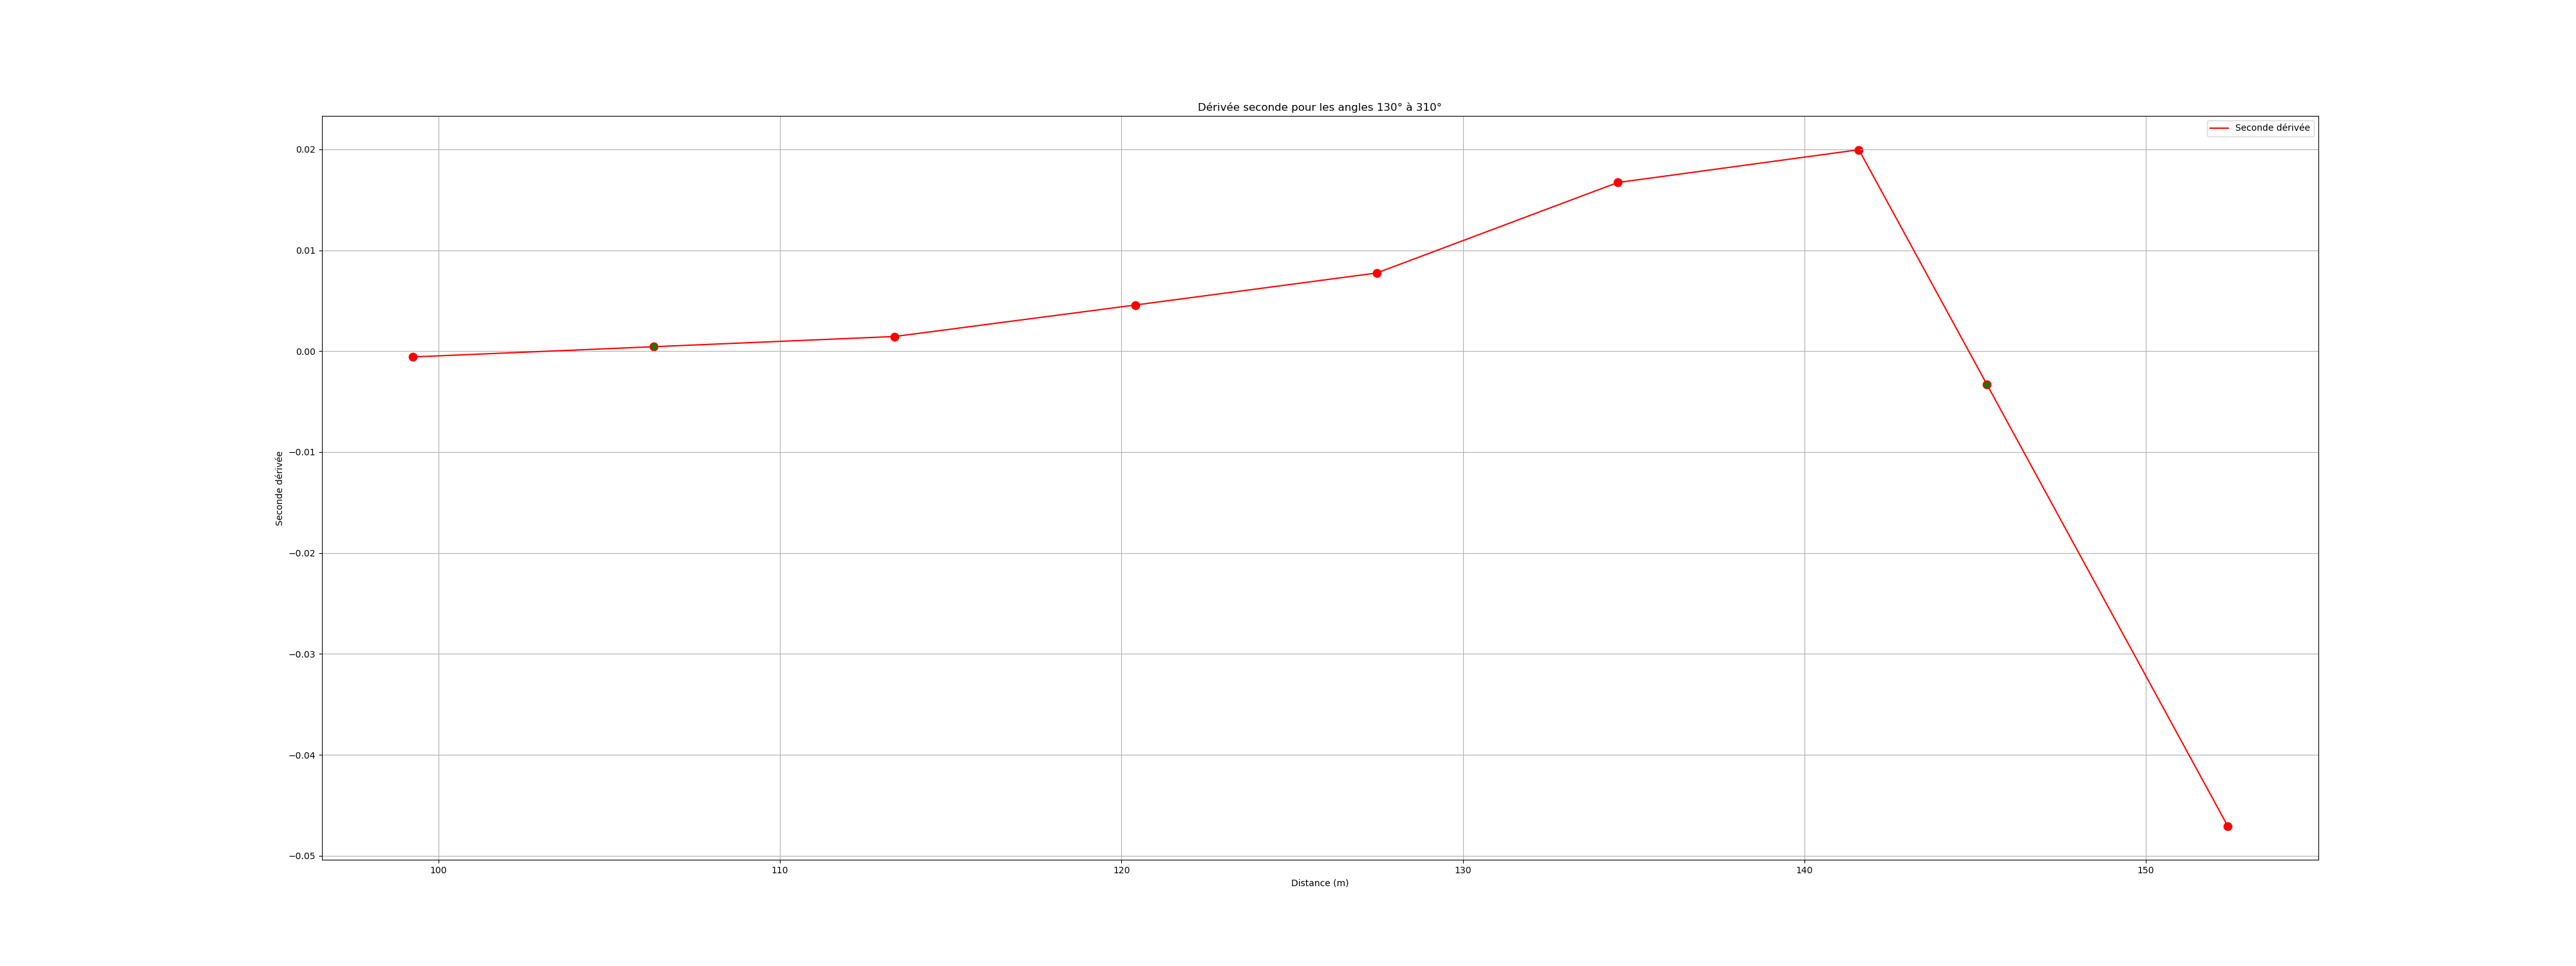 Dérivée seconde pour les angles 130° à 310°
Seconde dérivée
0.02
0.01
0.00
−0.01
−0.02
−0.03
−0.04
−0.05
Seconde dérivée
100 110 120 130 140 150
Distance (m)